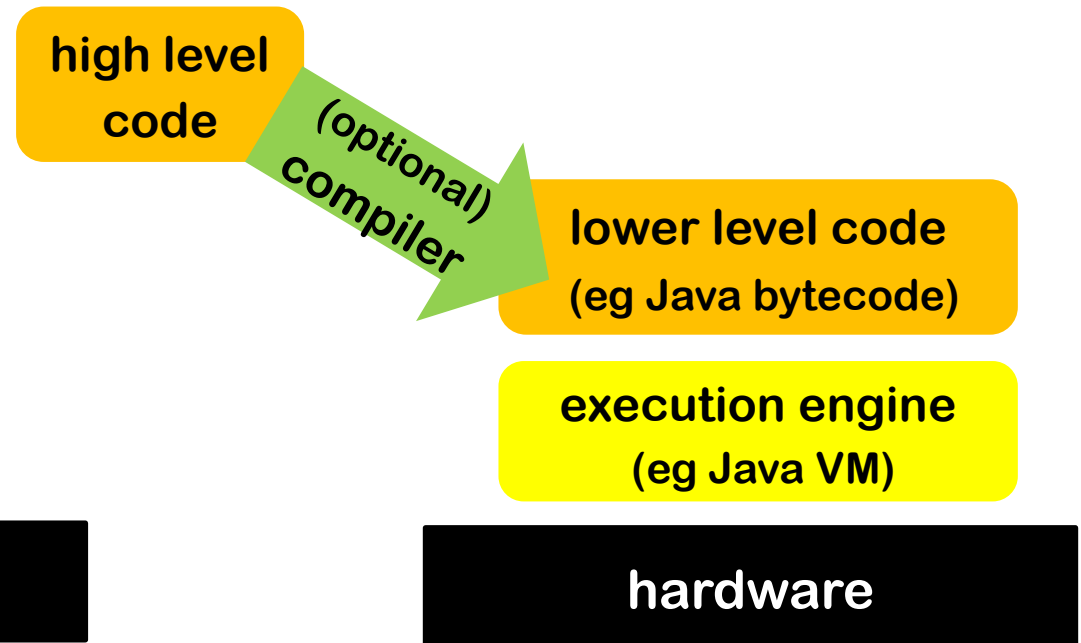 high level
code
(optional)
compiler
lower level code
(eg Java bytecode)
execution engine
(eg Java VM)
hardware